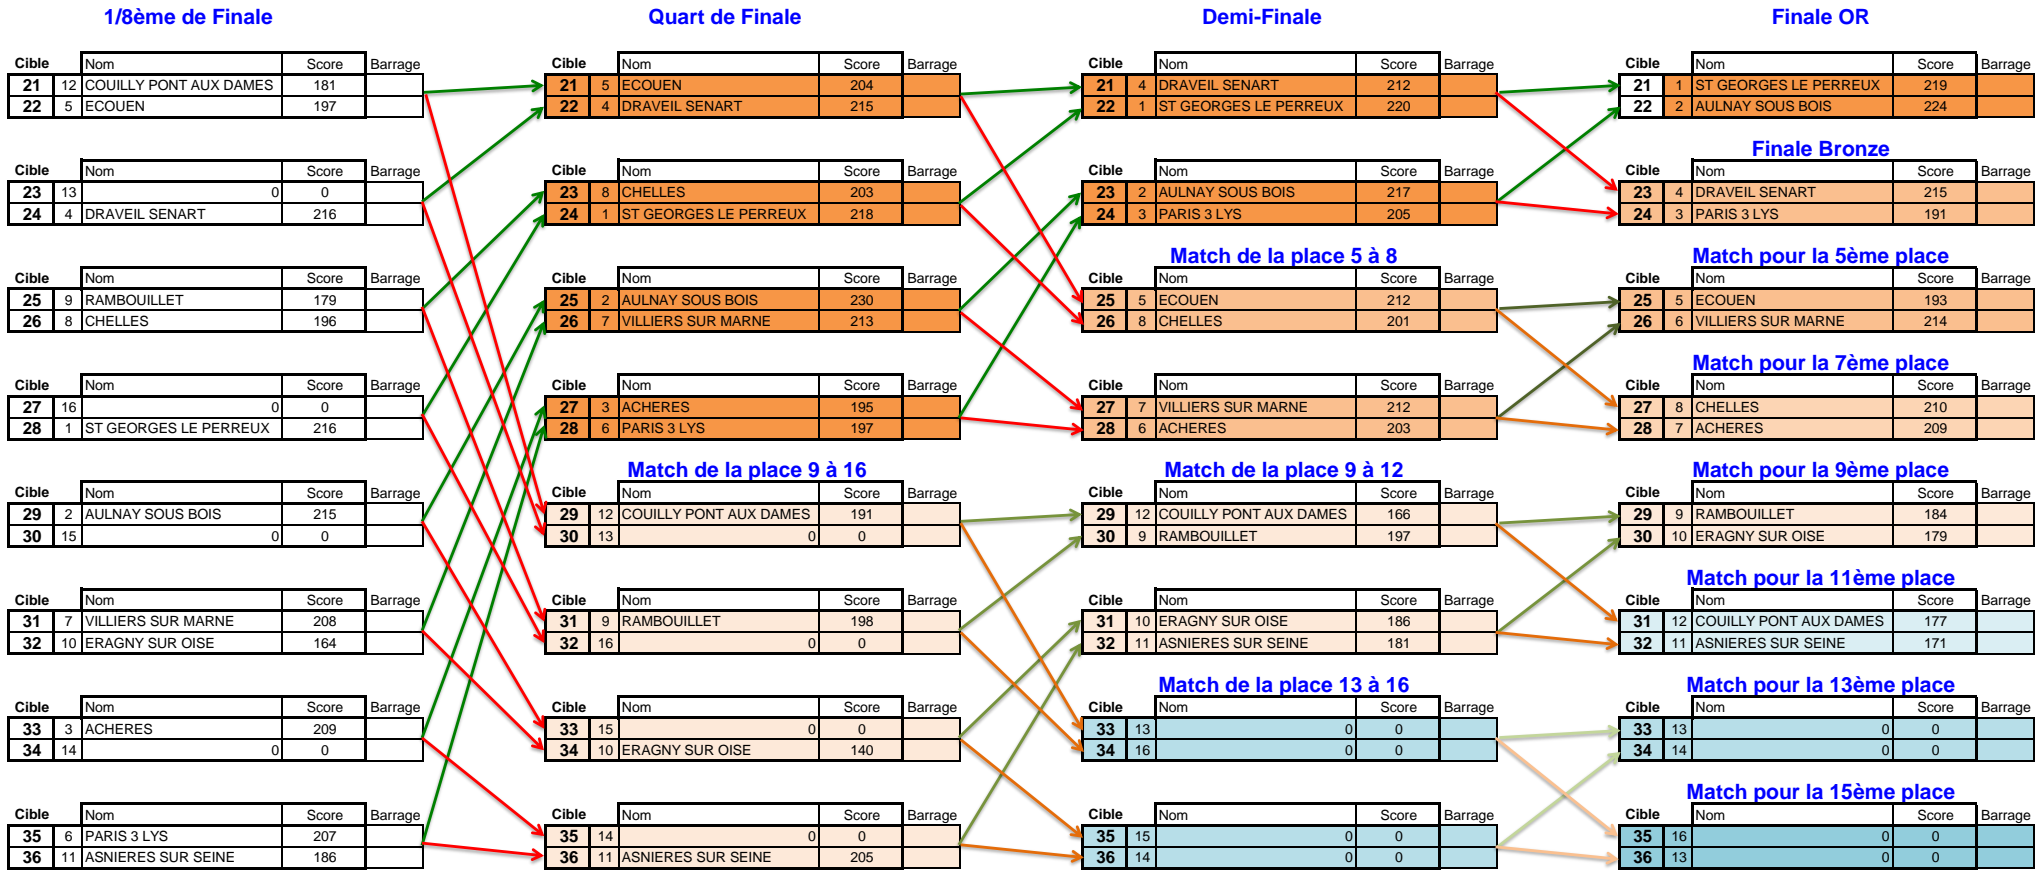 1/8ème de Finale
Cible Nom Score Barrage
21 12 COUILLY PONT AUX DAMES 181
22 5 ECOUEN 197
Cible Nom Score Barrage
23 13 0 0
24 4 DRAVEIL SENART 216
Cible Nom Score Barrage
25 9 RAMBOUILLET 179
26 8 CHELLES 196
Cible Nom Score Barrage
27 16 0 0
28 1 ST GEORGES LE PERREUX 216
Cible Nom Score Barrage
29 2 AULNAY SOUS BOIS 215
30 15 0 0
Cible Nom Score Barrage
31 7 VILLIERS SUR MARNE 208
32 10 ERAGNY SUR OISE 164
Cible Nom Score Barrage
33 3 ACHERES 209
34 14 0 0
Cible Nom Score Barrage
35 6 PARIS 3 LYS 207
36 11 ASNIERES SUR SEINE 186
Quart de Finale
Cible Nom Score Barrage
21 5 ECOUEN 204
22 4 DRAVEIL SENART 215
Cible Nom Score Barrage
23 8 CHELLES 203
24 1 ST GEORGES LE PERREUX 218
Cible Nom Score Barrage
25 2 AULNAY SOUS BOIS 230
26 7 VILLIERS SUR MARNE 213
Cible Nom Score Barrage
27 3 ACHERES 195
28 6 PARIS 3 LYS 197
Match de la place 9 à 16
Cible Nom Score Barrage
29 12 COUILLY PONT AUX DAMES 191
30 13 0 0
Cible Nom Score Barrage
31 9 RAMBOUILLET 198
32 16 0 0
Cible Nom Score Barrage
33 15 0 0
34 10 ERAGNY SUR OISE 140
Cible Nom Score Barrage
35 14 0 0
36 11 ASNIERES SUR SEINE 205
Demi-Finale
Cible Nom Score Barrage
21 4 DRAVEIL SENART 212
22 1 ST GEORGES LE PERREUX 220
Cible Nom Score Barrage
23 2 AULNAY SOUS BOIS 217
24 3 PARIS 3 LYS 205
Match de la place 5 à 8
Cible Nom Score Barrage
25 5 ECOUEN 212
26 8 CHELLES 201
Cible Nom Score Barrage
27 7 VILLIERS SUR MARNE 212
28 6 ACHERES 203
Match de la place 9 à 12
Cible Nom Score Barrage
29 12 COUILLY PONT AUX DAMES 166
30 9 RAMBOUILLET 197
Cible Nom Score Barrage
31 10 ERAGNY SUR OISE 186
32 11 ASNIERES SUR SEINE 181
Match de la place 13 à 16
Cible Nom Score Barrage
33 13 0 0
34 16 0 0
Cible Nom Score Barrage
35 15 0 0
36 14 0 0
Finale OR
Cible Nom Score Barrage
21 1 ST GEORGES LE PERREUX 219
22 2 AULNAY SOUS BOIS 224
Finale Bronze
Cible Nom Score Barrage
23 4 DRAVEIL SENART 215
24 3 PARIS 3 LYS 191
Match pour la 5ème place
Cible Nom Score Barrage
25 5 ECOUEN 193
26 6 VILLIERS SUR MARNE 214
Match pour la 7ème place
Cible Nom Score Barrage
27 8 CHELLES 210
28 7 ACHERES 209
Match pour la 9ème place
Cible Nom Score Barrage
29 9 RAMBOUILLET 184
30 10 ERAGNY SUR OISE 179
Match pour la 11ème place
Cible Nom Score Barrage
31 12 COUILLY PONT AUX DAMES 177
32 11 ASNIERES SUR SEINE 171
Match pour la 13ème place
Cible Nom Score Barrage
33 13 0 0
34 14 0 0
Match pour la 15ème place
Cible Nom Score Barrage
35 16 0 0
36 13 0 0